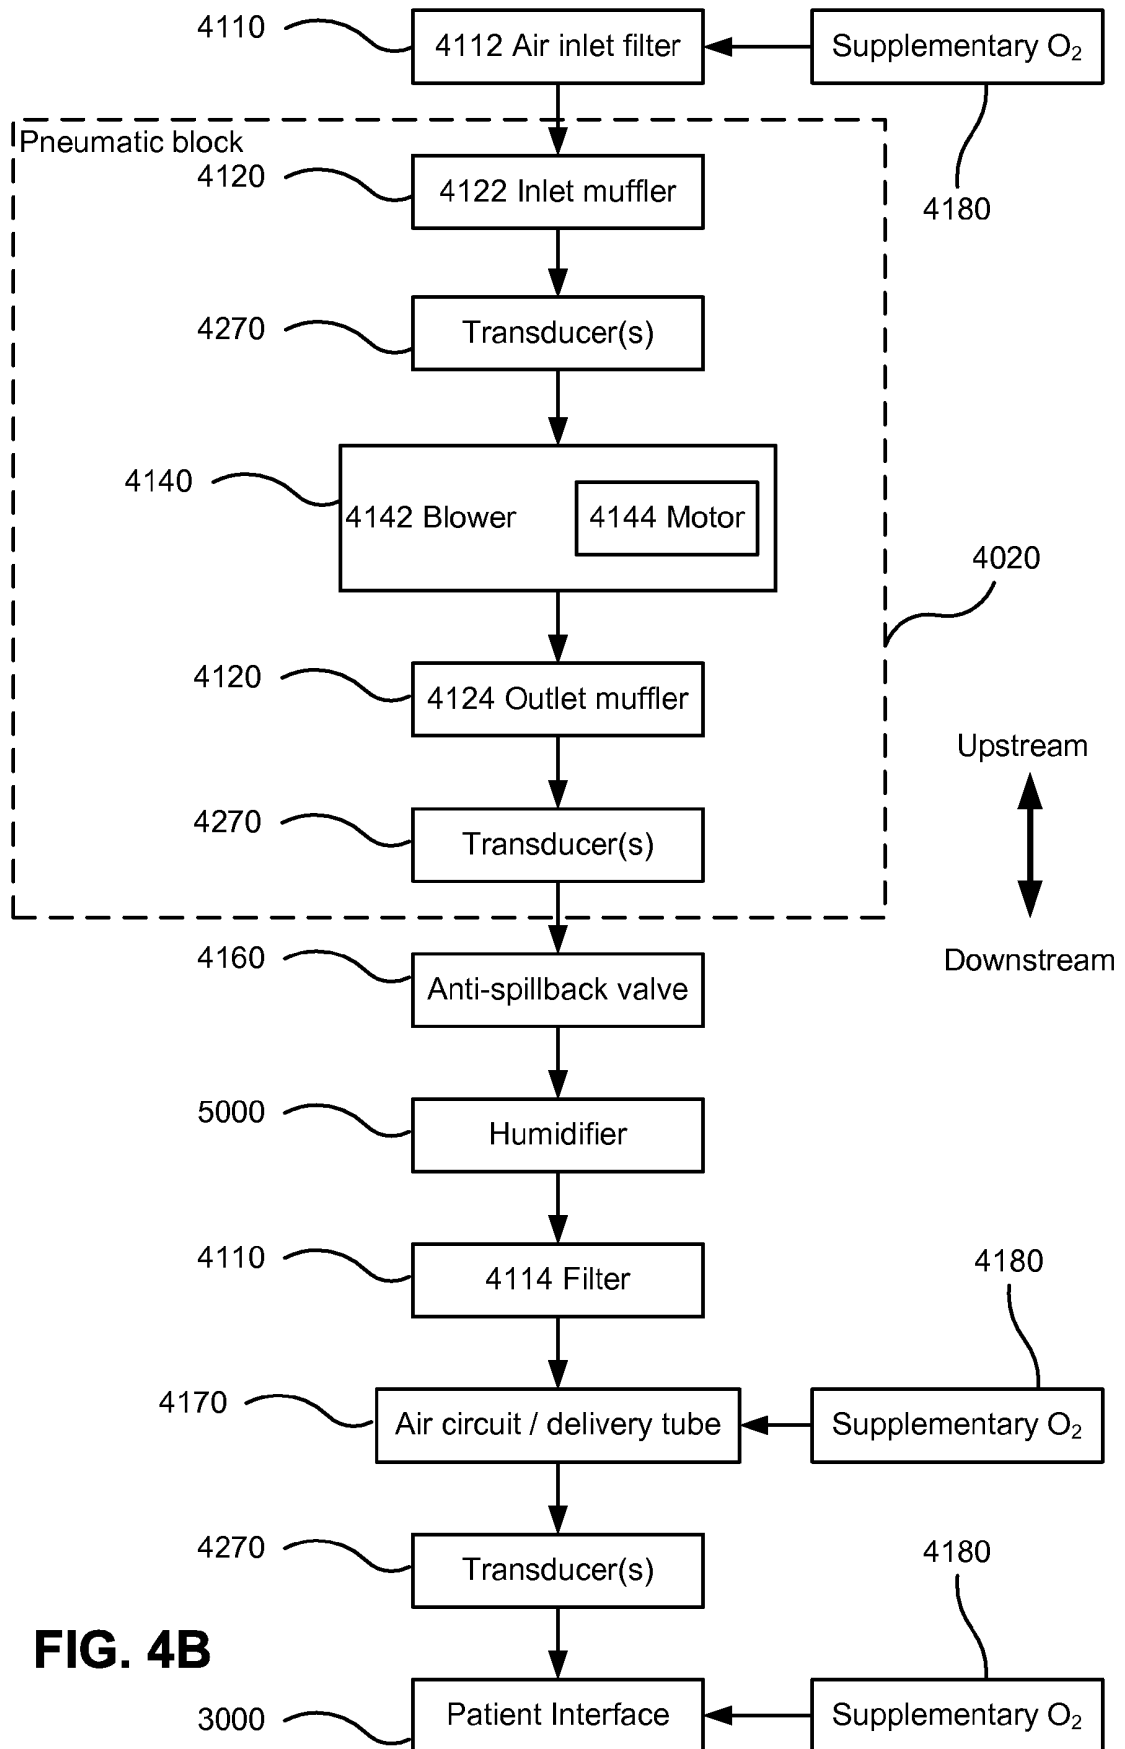 4110
4112 Air inlet filter
Supplementary O₂
Pneumatic block
4120
4122 Inlet muffler
4180
4270
Transducer(s)
4140
4142 Blower
4144 Motor
4020
4120
4124 Outlet muffler
Upstream
4270
Transducer(s)
4160
Anti-spillback valve
Downstream
5000
Humidifier
4110
4114 Filter
4180
4170
Air circuit / delivery tube
Supplementary O₂
4270
Transducer(s)
4180
FIG. 4B
3000
Patient Interface
Supplementary O₂